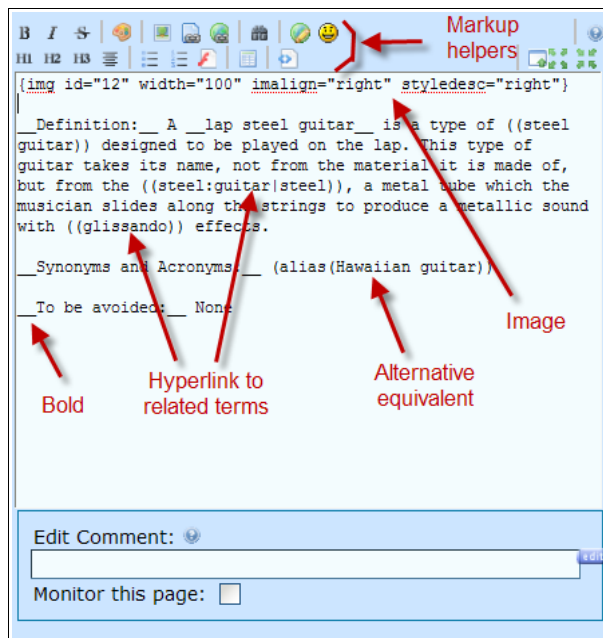 B I S
Markup
helpers
H1 H2 H3
{img id="12" width="100" imalign="right" styledesc="right"}
__Definition:__ A __lap steel guitar__ is a type of ((steel
guitar)) designed to be played on the lap. This type of
guitar takes its name, not from the material it is made of,
but from the ((steel:guitar|steel)), a metal tube which the
musician slides along the strings to produce a metallic sound
with ((glissando)) effects.
__Synonyms and Acronyms:__ (alias(Hawaiian guitar))
__To be avoided:__ None
Image
Bold
Hyperlink to
related terms
Alternative
equivalent
Edit Comment:
edit
Monitor this page: